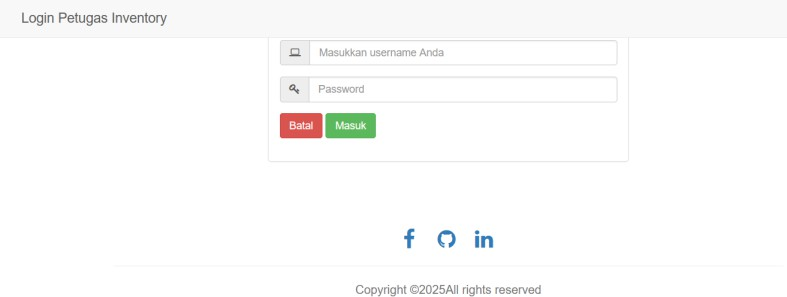 Login Petugas Inventory
Masukkan username Anda
Password
Batal Masuk
Copyright ©2025All rights reserved